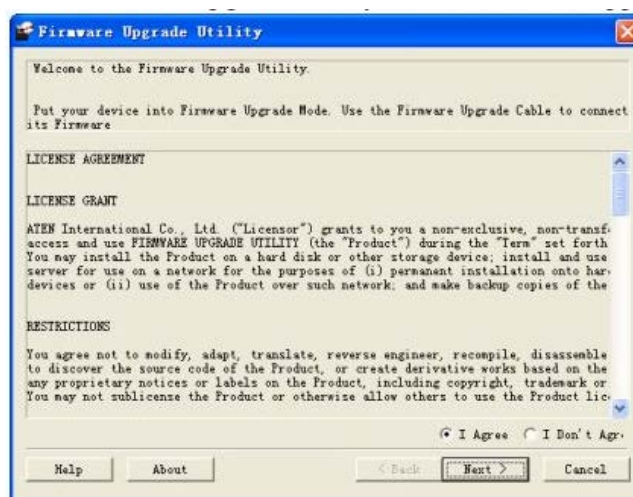 Firmware Upgrade Utility
Welcome to the Firmware Upgrade Utility.
Put your device into Firmware Upgrade Mode. Use the Firmware Upgrade Cable to connect
its Firmware
LICENSE AGREEMENT
LICENSE GRANT
ATEN International Co., Ltd. ("Licensor") grants to you a non-exclusive, non-transf
access and use FIRMWARE UPGRADE UTILITY (the "Product") during the "Term" set forth
You may install the Product on a hard disk or other storage device; install and use
server for use on a network for the purposes of (i) permanent installation onto har
devices or (ii) use of the Product over such network; and make backup copies of the
RESTRICTIONS
You agree not to modify, adapt, translate, reverse engineer, recompile, disassemble
to discover the source code of the Product, or create derivative works based on the
any proprietary notices or labels on the Product, including copyright, trademark or
You may not sublicense the Product or otherwise allow others to use the Product lic
I Agree I Don't Agr
Help About < Back Next > Cancel